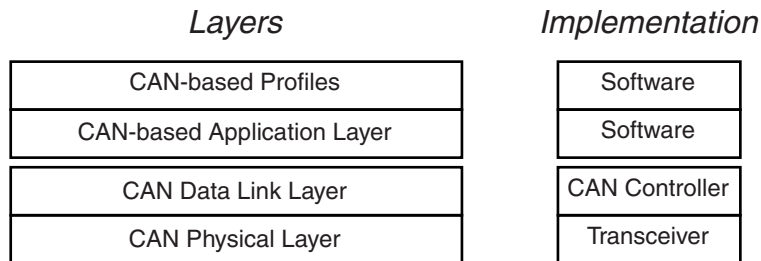 Layers Implementation
CAN-based Profiles Software
CAN-based Application Layer Software
CAN Data Link Layer CAN Controller
CAN Physical Layer Transceiver